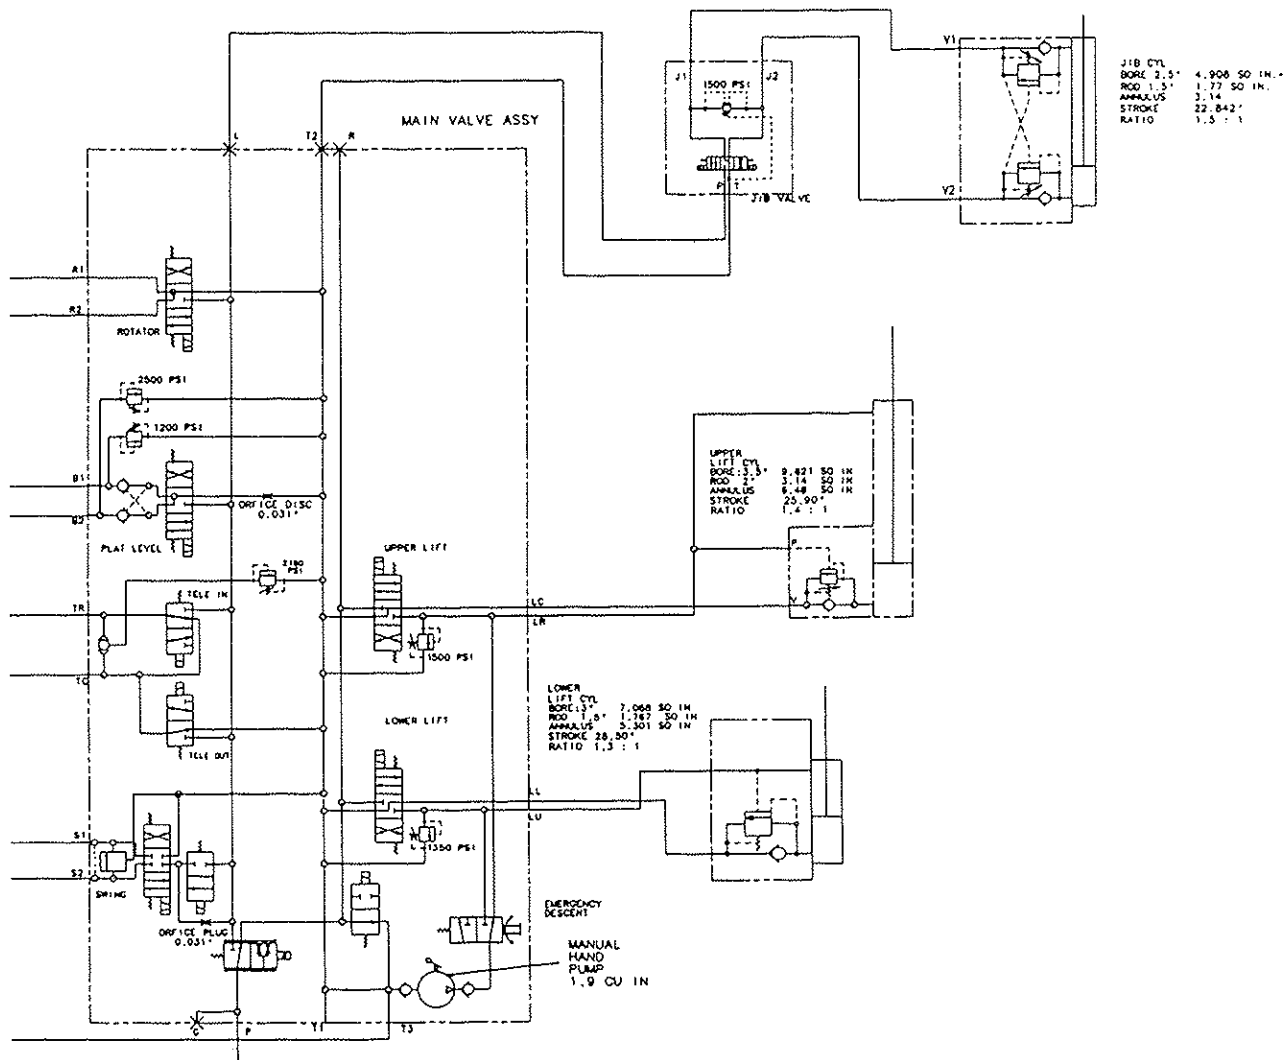 V1
JIB CYL
BORE 2.5" 4.908 SQ IN.
ROD 1.5" 1.77 SQ IN.
ANNULUS 3.14
STROKE 22.842"
RATIO 1.5 : 1
J1
J2
1500 PSI
L
T2
R
MAIN VALVE ASSY
P
T
JIB VALVE
V2
R2
ROTATOR
2500 PSI
1200 PSI
B1
B2
PLAT LEVEL
ORFICE DISC
0.031"
UPPER
LIFT CYL
BORE:3.5" 9.621 SQ IN
ROD 2" 3.14 SQ IN
ANNULUS 6.48 SQ IN
STROKE 25.90"
RATIO 1.4 : 1
P
V
UPPER LIFT
TELE IN
PSI
TR
LC
LR
1500 PSI
TO
TELE OUT
LOWER LIFT
LOWER
LIFT CYL
BORE:3" 7.068 SQ IN
ROD 1.5" 1.767 SQ IN
ANNULUS 5.301 SQ IN
STROKE 28.50"
RATIO 1.3 : 1
LL
LU
1350 PSI
S1
S2
SWING
ORFICE PLUG
0.031"
EMERGENCY
DESCENT
MANUAL
HAND
PUMP
1.9 CU IN
G
P
T3